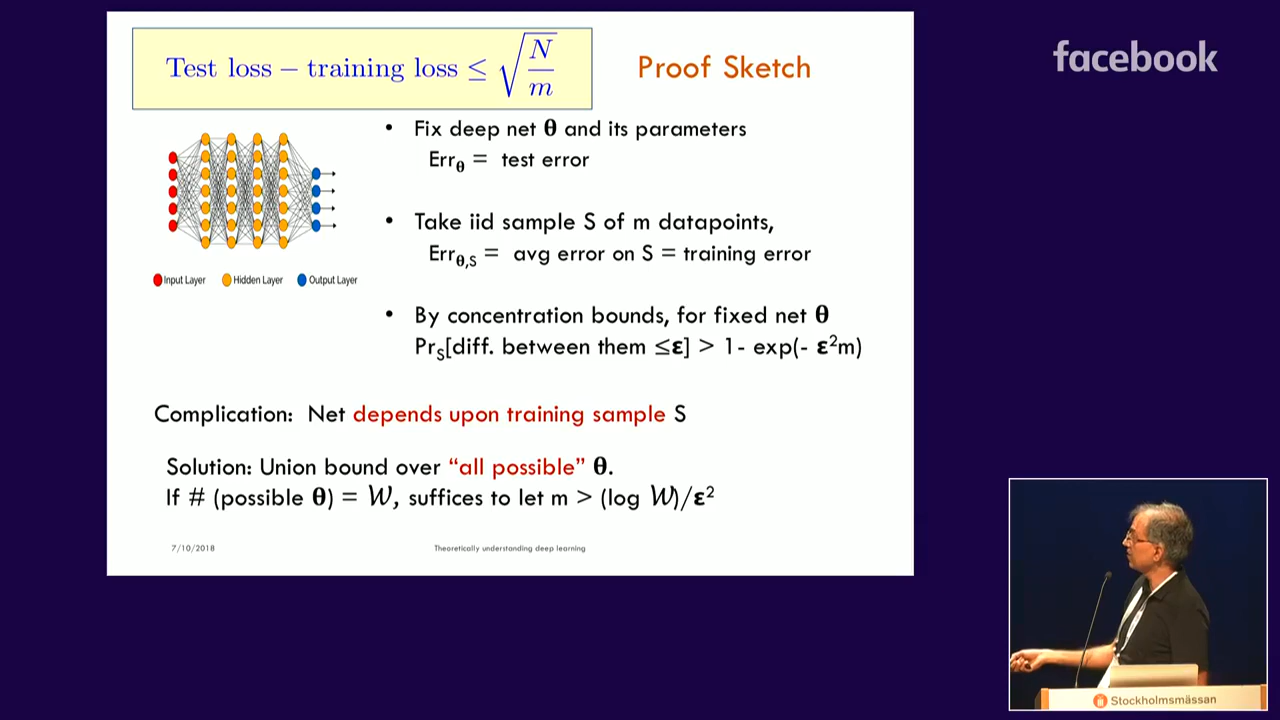 Test loss − training loss ≤ √(N/m)
Proof Sketch
facebook
• Fix deep net θ and its parameters
Err_θ = test error
• Take iid sample S of m datapoints,
Err_θ,S = avg error on S = training error
Input Layer Hidden Layer Output Layer
• By concentration bounds, for fixed net θ
Pr_S[diff. between them ≤ε] > 1- exp(- ε²m)
Complication: Net depends upon training sample S
Solution: Union bound over “all possible” θ.
If # (possible θ) = 𝒲, suffices to let m > (log 𝒲)/ε²
7/10/2018
Theoretically understanding deep learning
Stockholmsmässan